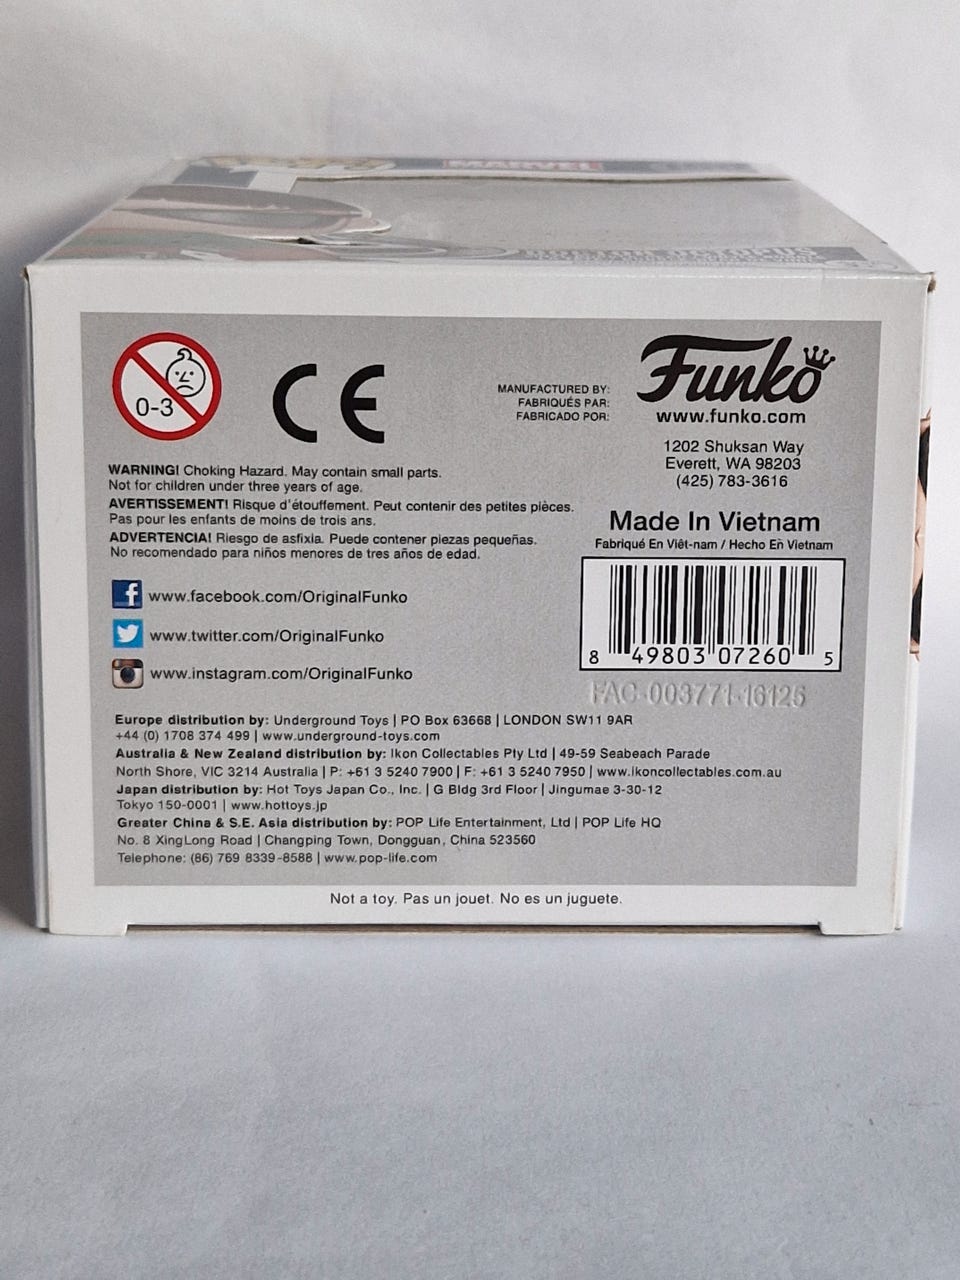 MARVEL
0-3
CE
MANUFACTURED BY:
FABRIQUÉS PAR:
FABRICADO POR:
Funko
www.funko.com
1202 Shuksan Way
Everett, WA 98203
(425) 783-3616
WARNING! Choking Hazard. May contain small parts.
Not for children under three years of age.
AVERTISSEMENT! Risque d'étouffement. Peut contenir des petites pièces.
Pas pour les enfants de moins de trois ans.
ADVERTENCIA! Riesgo de asfixia. Puede contener piezas pequeñas.
No recomendado para niños menores de tres años de edad.
Made In Vietnam
Fabriqué En Viêt-nam / Hecho En Vietnam
f www.facebook.com/OriginalFunko
www.twitter.com/OriginalFunko
www.instagram.com/OriginalFunko
8 49803 07260 5
FAC-003771-16125
Europe distribution by: Underground Toys | PO Box 63668 | LONDON SW11 9AR
+44 (0) 1708 374 499 | www.underground-toys.com
Australia & New Zealand distribution by: Ikon Collectables Pty Ltd | 49-59 Seabeach Parade
North Shore, VIC 3214 Australia | P: +61 3 5240 7900 | F: +61 3 5240 7950 | www.ikoncollectables.com.au
Japan distribution by: Hot Toys Japan Co., Inc. | G Bldg 3rd Floor | Jingumae 3-30-12
Tokyo 150-0001 | www.hottoys.jp
Greater China & S.E. Asia distribution by: POP Life Entertainment, Ltd | POP Life HQ
No. 8 XingLong Road | Changping Town, Dongguan, China 523560
Telephone: (86) 769 8339-8588 | www.pop-life.com
Not a toy. Pas un jouet. No es un juguete.